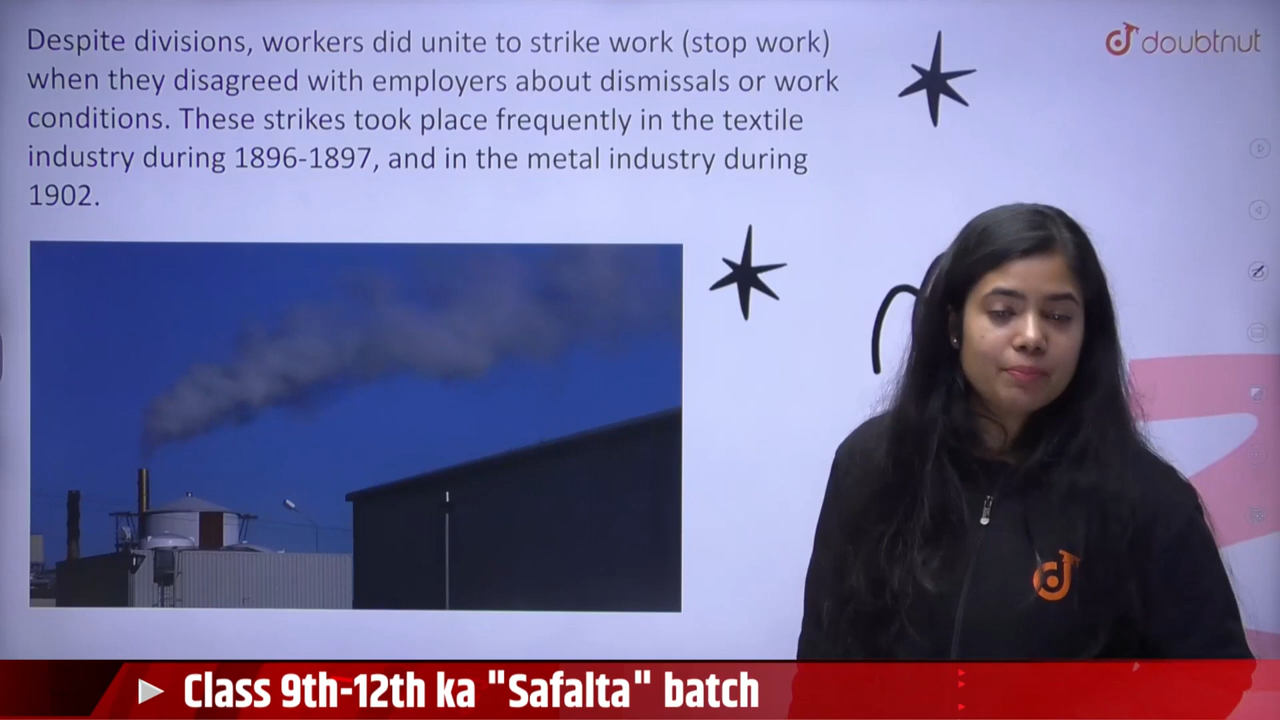 Despite divisions, workers did unite to strike work (stop work)
when they disagreed with employers about dismissals or work
conditions. These strikes took place frequently in the textile
industry during 1896-1897, and in the metal industry during
1902.
doubtnut
Class 9th-12th ka "Safalta" batch